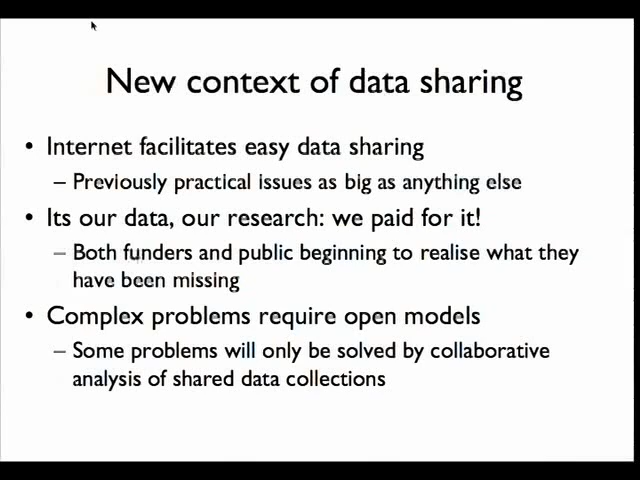 New context of data sharing
• Internet facilitates easy data sharing
– Previously practical issues as big as anything else
• Its our data, our research: we paid for it!
– Both funders and public beginning to realise what they
have been missing
• Complex problems require open models
– Some problems will only be solved by collaborative
analysis of shared data collections